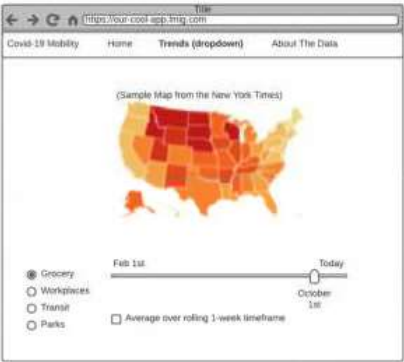 Title
https://our-cool-app.tmig.com
Covid-19 Mobility Home Trends (dropdown) About The Data
(Sample Map from the New York Times)
Feb 1st Today
Grocery
Workplaces
Transit
Parks
October
1st
Average over rolling 1-week timeframe